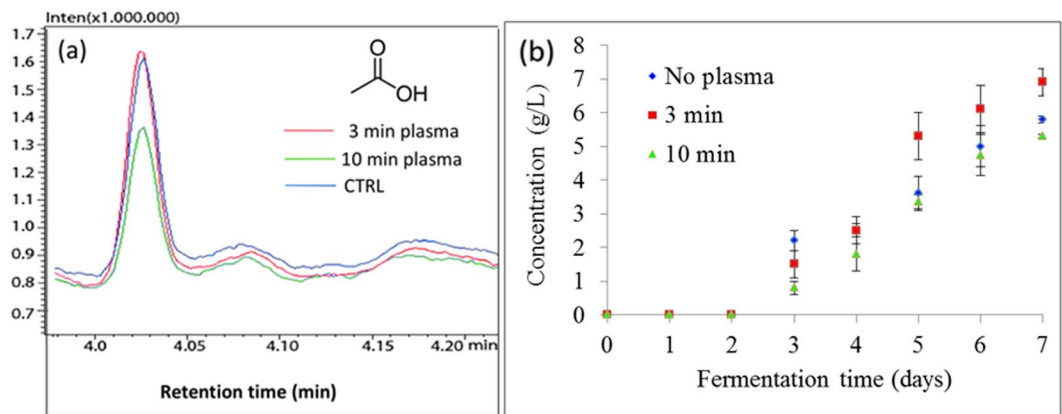 Inten(x1.000.000)
(a)
1.7
1.6
1.5
1.4
1.3
1.2
1.1
1.0
0.9
0.8
0.7
O
OH
3 min plasma
10 min plasma
CTRL
4.0 4.05 4.10 4.15 4.20 min
Retention time (min)
(b)
8
7
6
5
4
3
2
1
0
Concentration (g/L)
No plasma
3 min
10 min
0 1 2 3 4 5 6 7
Fermentation time (days)